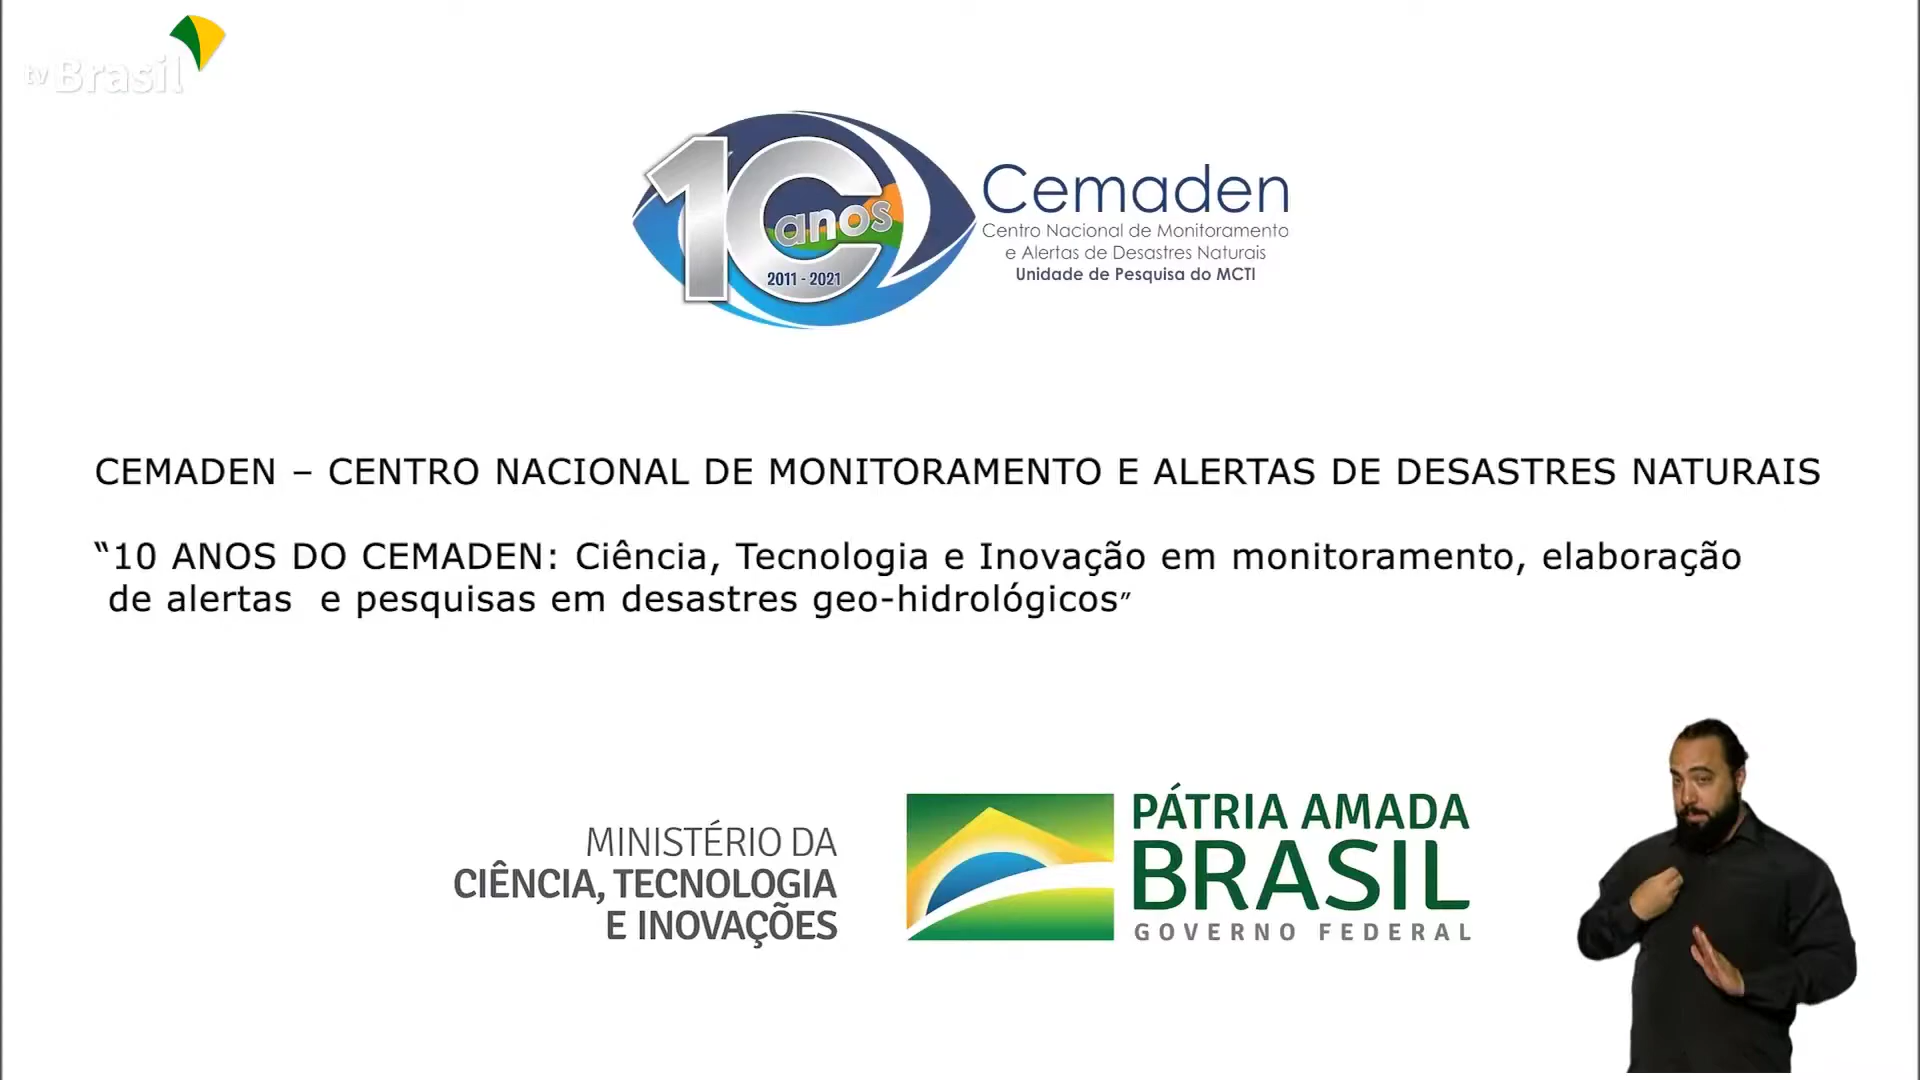 tv Brasil
10 anos
2011 - 2021
Cemaden
Centro Nacional de Monitoramento
e Alertas de Desastres Naturais
Unidade de Pesquisa do MCTI
CEMADEN – CENTRO NACIONAL DE MONITORAMENTO E ALERTAS DE DESASTRES NATURAIS
“10 ANOS DO CEMADEN: Ciência, Tecnologia e Inovação em monitoramento, elaboração
de alertas  e pesquisas em desastres geo-hidrológicos”
MINISTÉRIO DA
CIÊNCIA, TECNOLOGIA
E INOVAÇÕES
PÁTRIA AMADA
BRASIL
GOVERNO FEDERAL